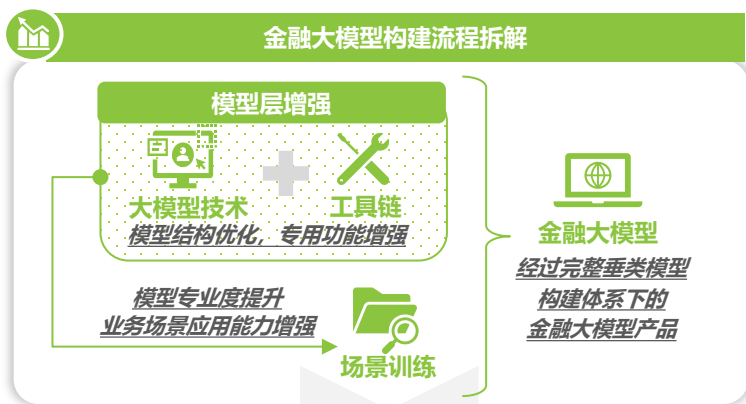 金融大模型构建流程拆解
模型层增强
大模型技术
工具链
模型结构优化，专用功能增强
模型专业度提升
业务场景应用能力增强
场景训练
金融大模型
经过完整垂类模型
构建体系下的
金融大模型产品